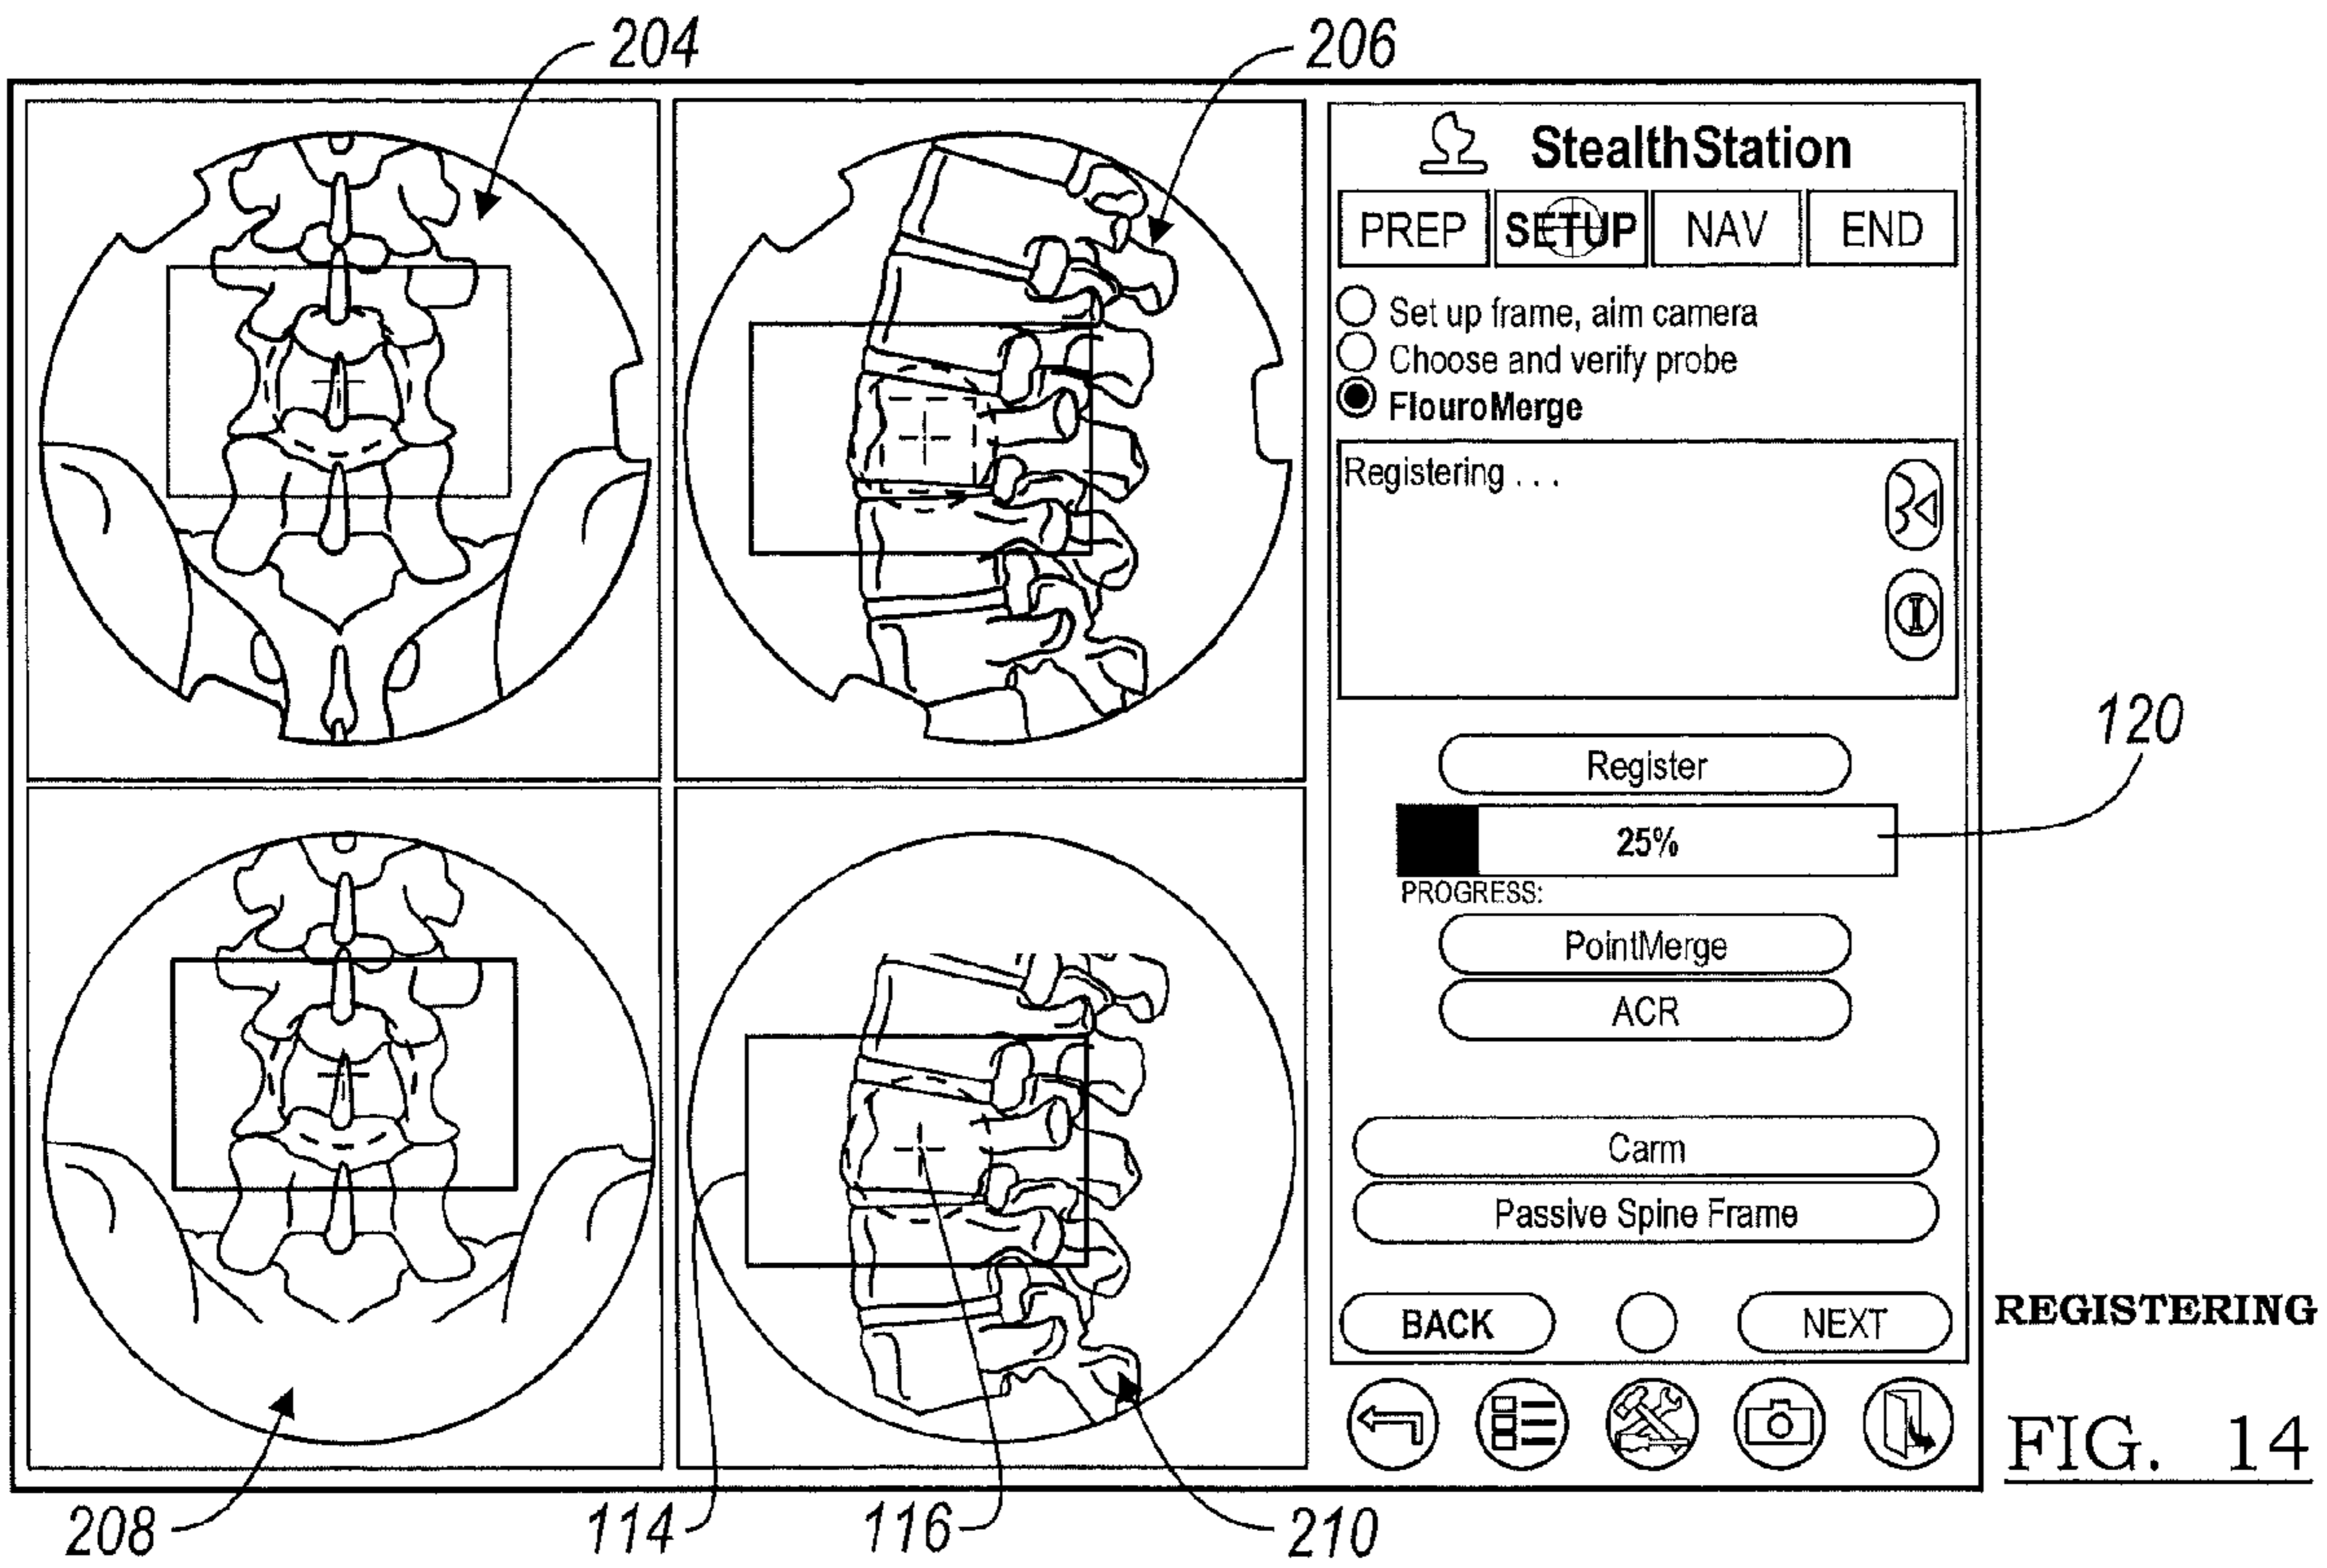 204
206
StealthStation
PREP SETUP NAV END
Set up frame, aim camera
Choose and verify probe
FlouroMerge
Registering . . .
120
Register
25%
PROGRESS:
PointMerge
ACR
Carm
Passive Spine Frame
BACK NEXT
REGISTERING
FIG. 14
208 114 116 210